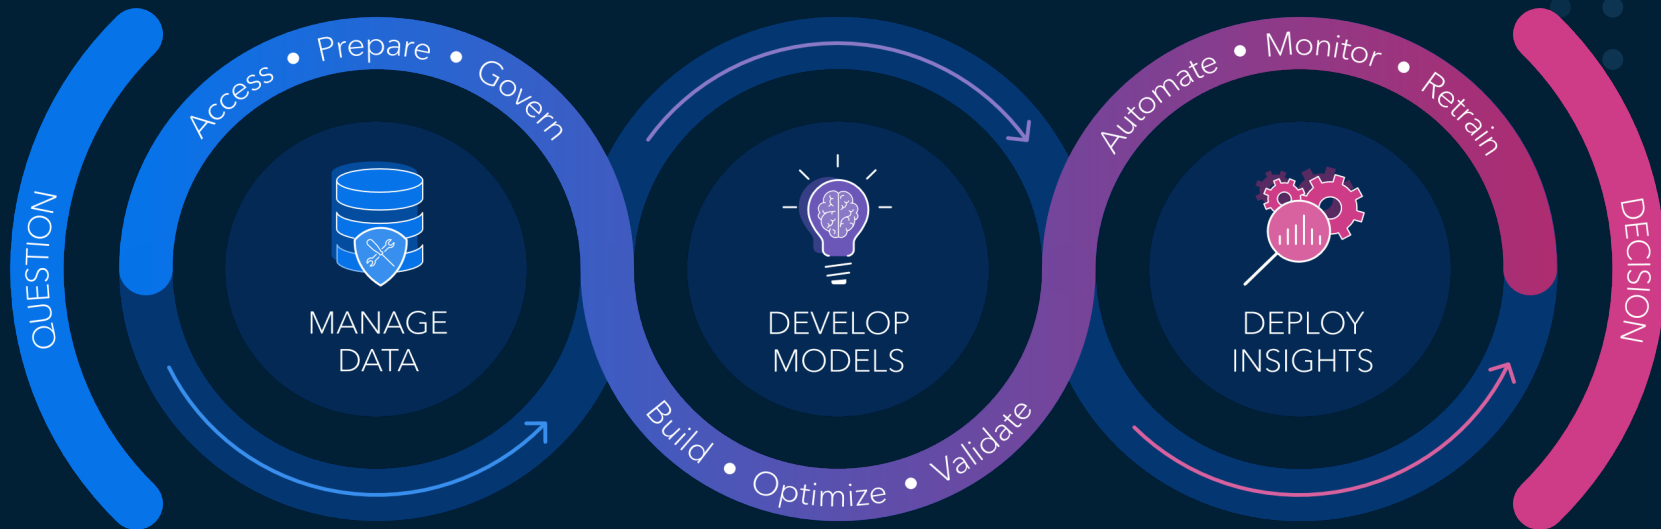 QUESTION
Access • Prepare • Govern
MANAGE
DATA
DEVELOP
MODELS
Build • Optimize • Validate
Automate • Monitor • Retrain
DEPLOY
INSIGHTS
DECISION